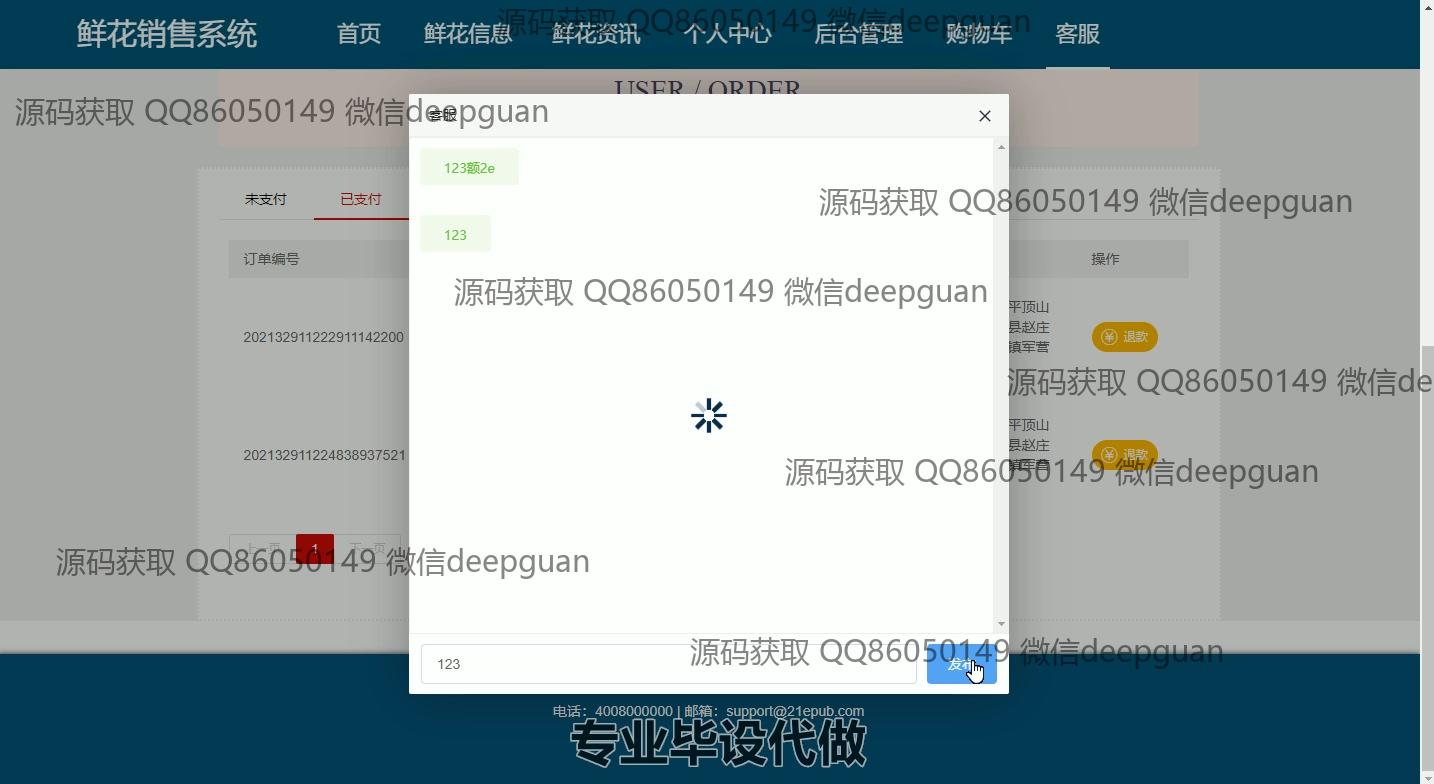 鲜花销售系统 首页 鲜花信息 鲜花资讯 个人中心 后台管理 购物车 客服
源码获取 QQ86050149 微信deepguan
USER / ORDER
源码获取 QQ86050149 微信deepguan
客服
123额2e
未支付 已支付
源码获取 QQ86050149 微信deepguan
123
订单编号 操作
源码获取 QQ86050149 微信deepguan
平顶山
县赵庄
镇军营
202132911222911142200 退款
源码获取 QQ86050149 微信de
平顶山
县赵庄
镇军营
202132911224838937521 退款
源码获取 QQ86050149 微信deepguan
上一页 1 下一页
源码获取 QQ86050149 微信deepguan
源码获取 QQ86050149 微信deepguan
123 发布
电话：4008000000 | 邮箱：support@21epub.com
专业毕设代做